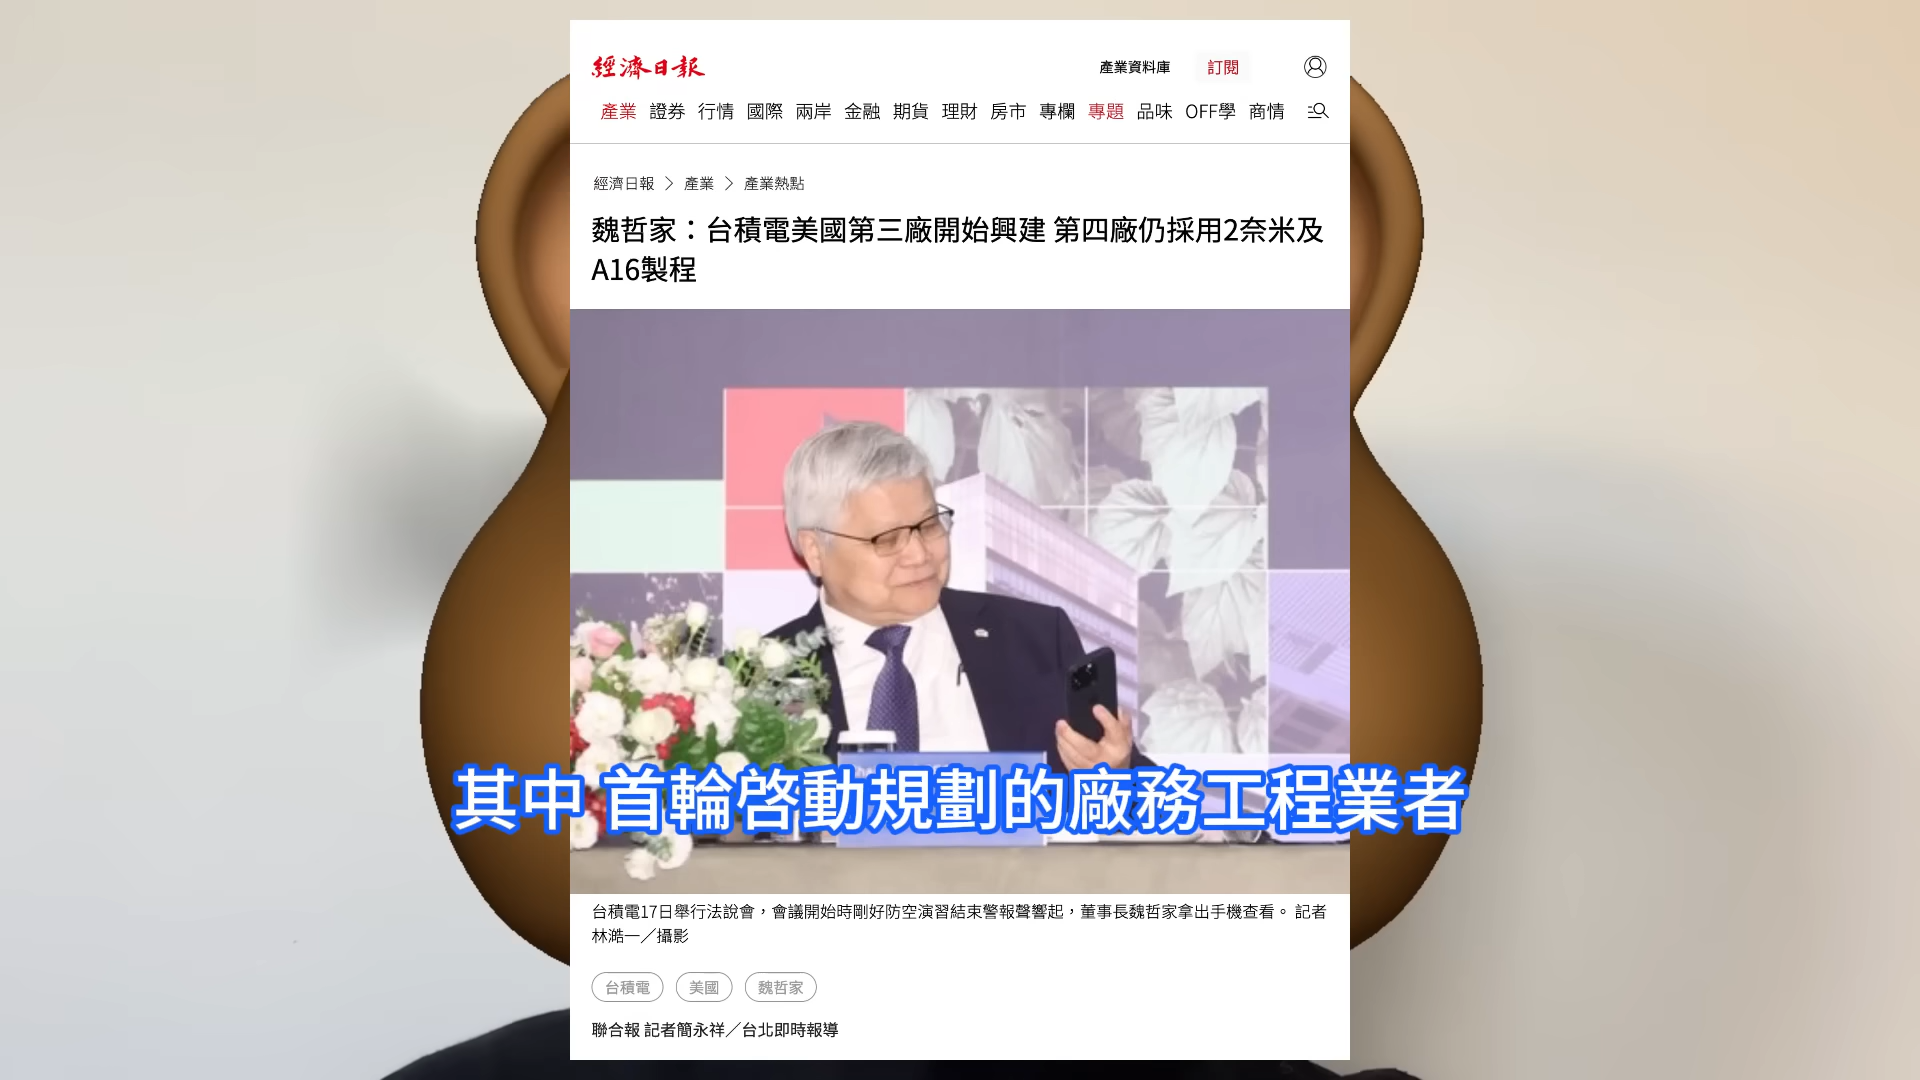 經濟日報
產業資料庫 訂閱
產業 證券 行情 國際 兩岸 金融 期貨 理財 房市 專欄 專題 品味 OFF學 商情
經濟日報 > 產業 > 產業熱點
魏哲家：台積電美國第三廠開始興建 第四廠仍採用2奈米及
A16製程
其中 首輪啓動規劃的廠務工程業者
台積電17日舉行法說會，會議開始時剛好防空演習結束警報聲響起，董事長魏哲家拿出手機查看。 記者
林澔一／攝影
台積電 美國 魏哲家
聯合報 記者簡永祥／台北即時報導